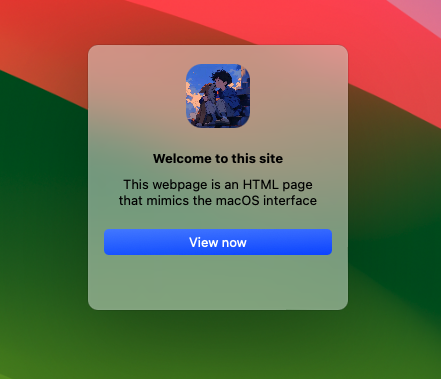 Welcome to this site
This webpage is an HTML page
that mimics the macOS interface
View now